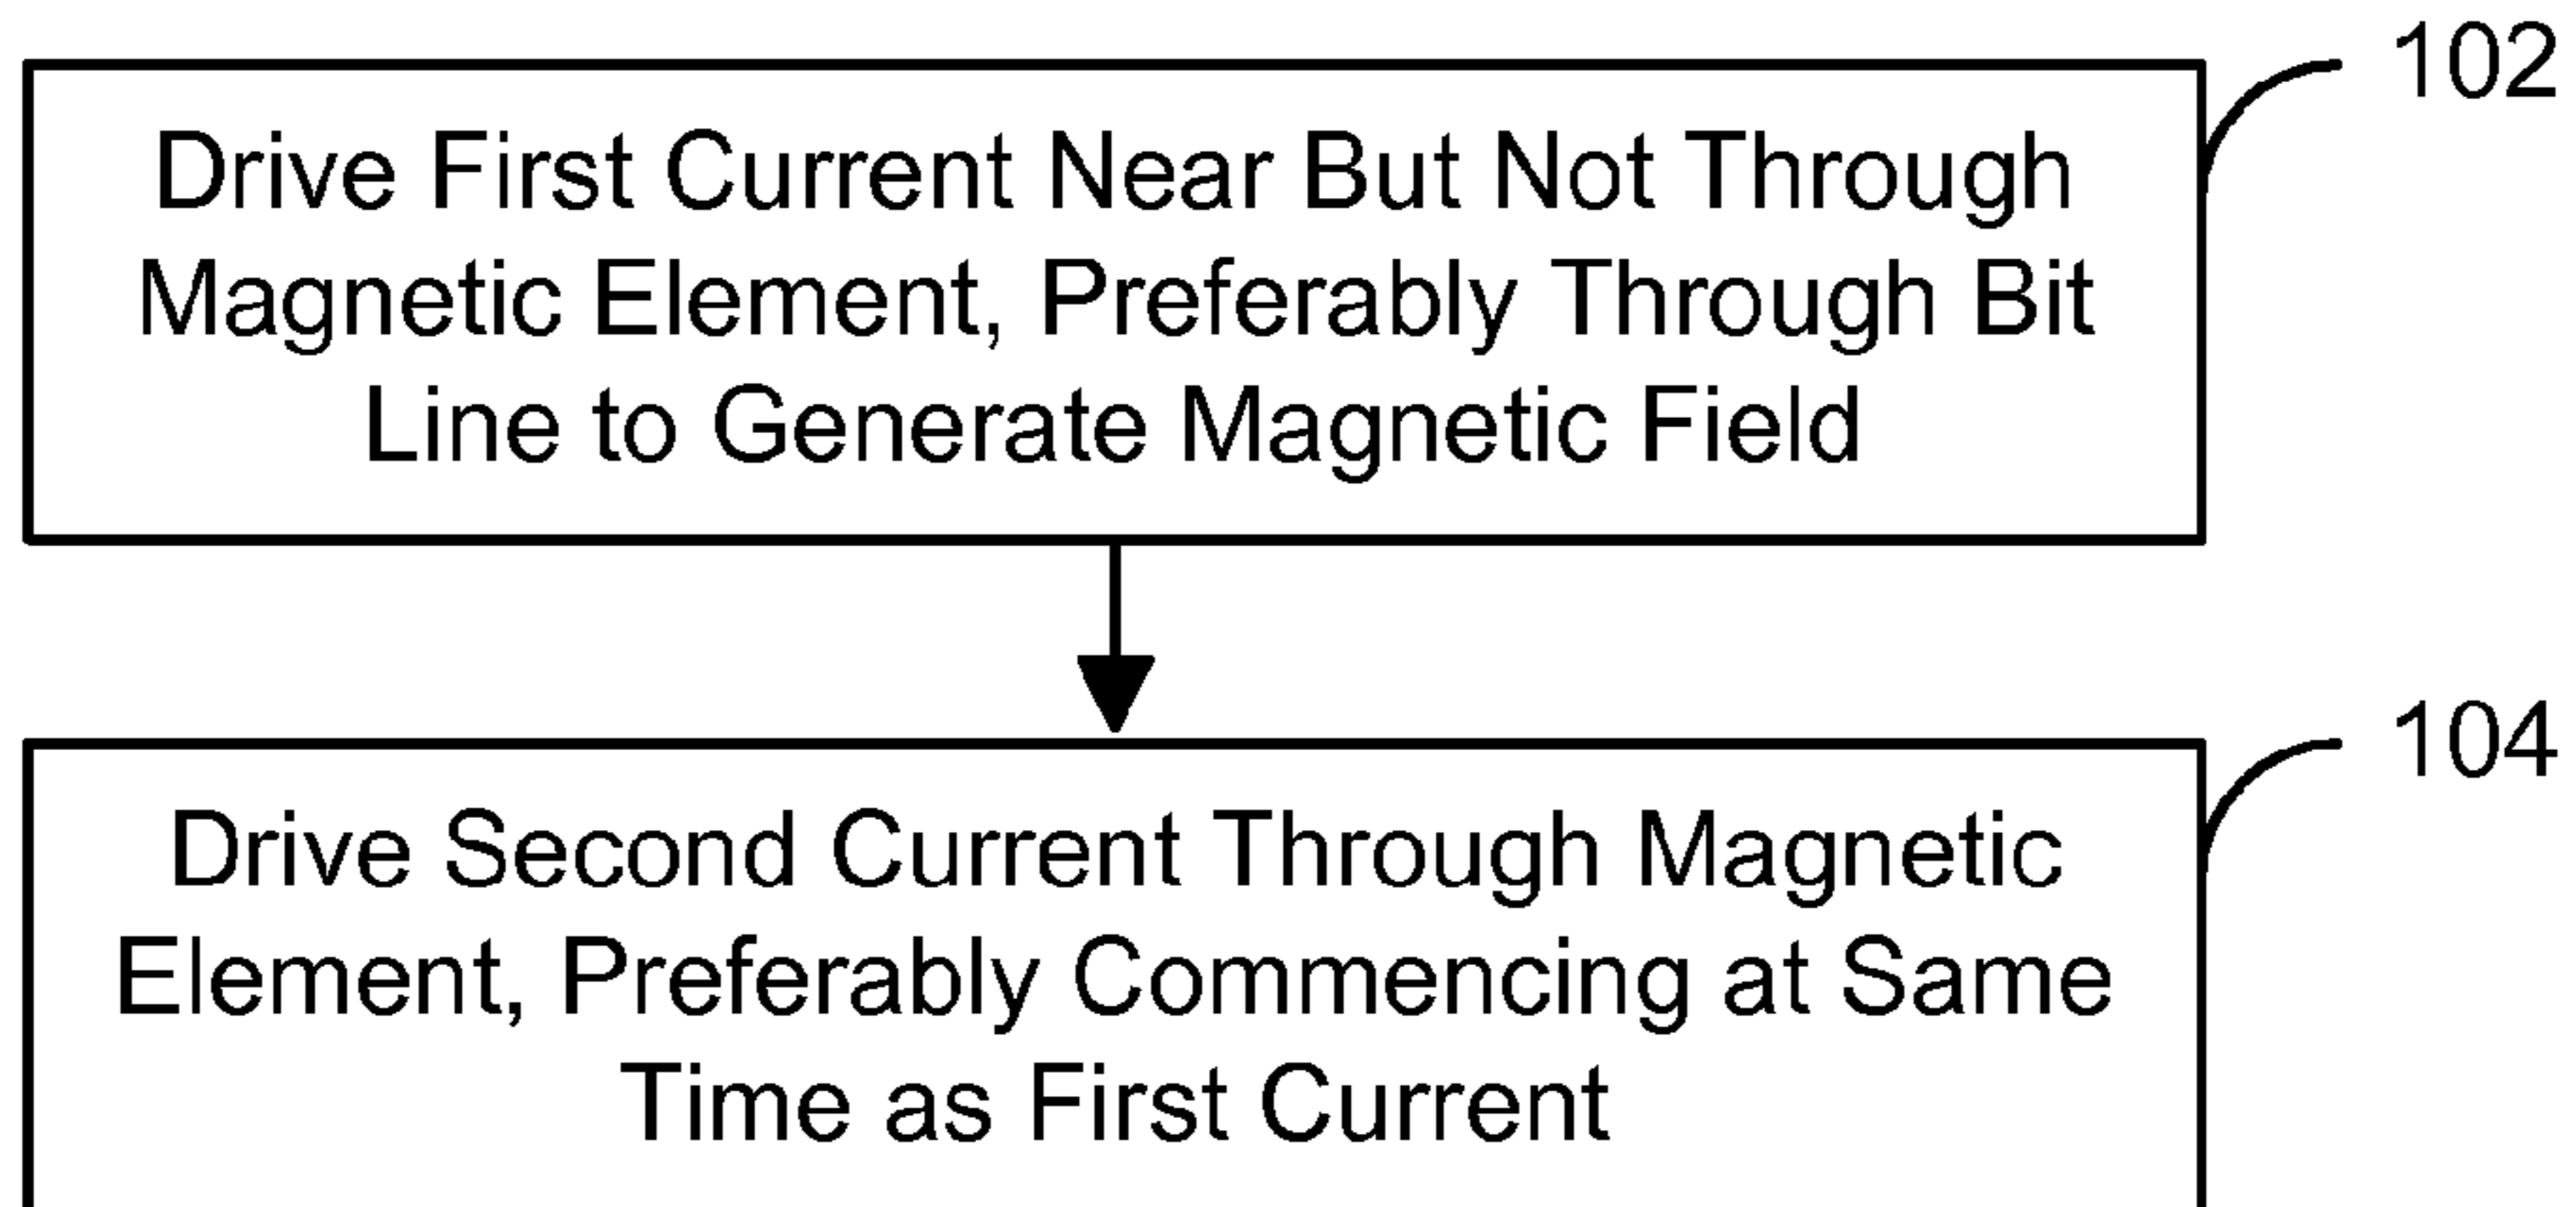 102
Drive First Current Near But Not Through
Magnetic Element, Preferably Through Bit
Line to Generate Magnetic Field
104
Drive Second Current Through Magnetic
Element, Preferably Commencing at Same
Time as First Current